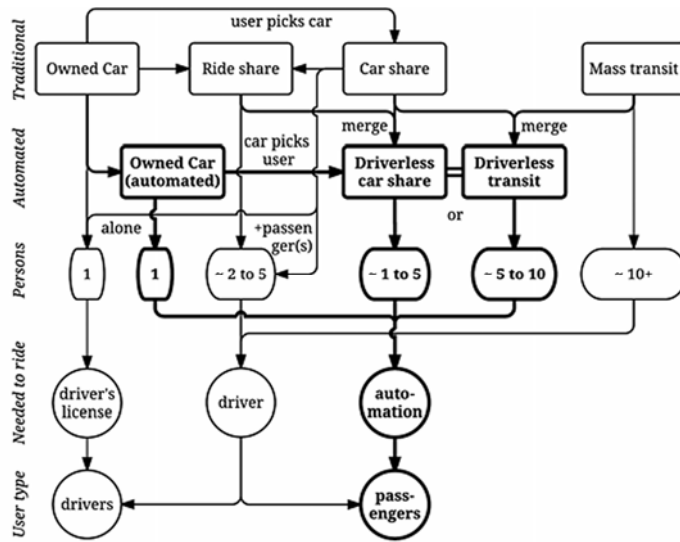 user picks car
Traditional
Owned Car
Ride share
Car share
Mass transit
merge
merge
car picks
user
Automated
Owned Car
(automated)
Driverless
car share
Driverless
transit
or
alone
+passen
ger(s)
Persons
1
1
~ 2 to 5
~ 1 to 5
~ 5 to 10
~ 10+
Needed to ride
driver's
license
driver
auto-
mation
User type
drivers
pass-
engers